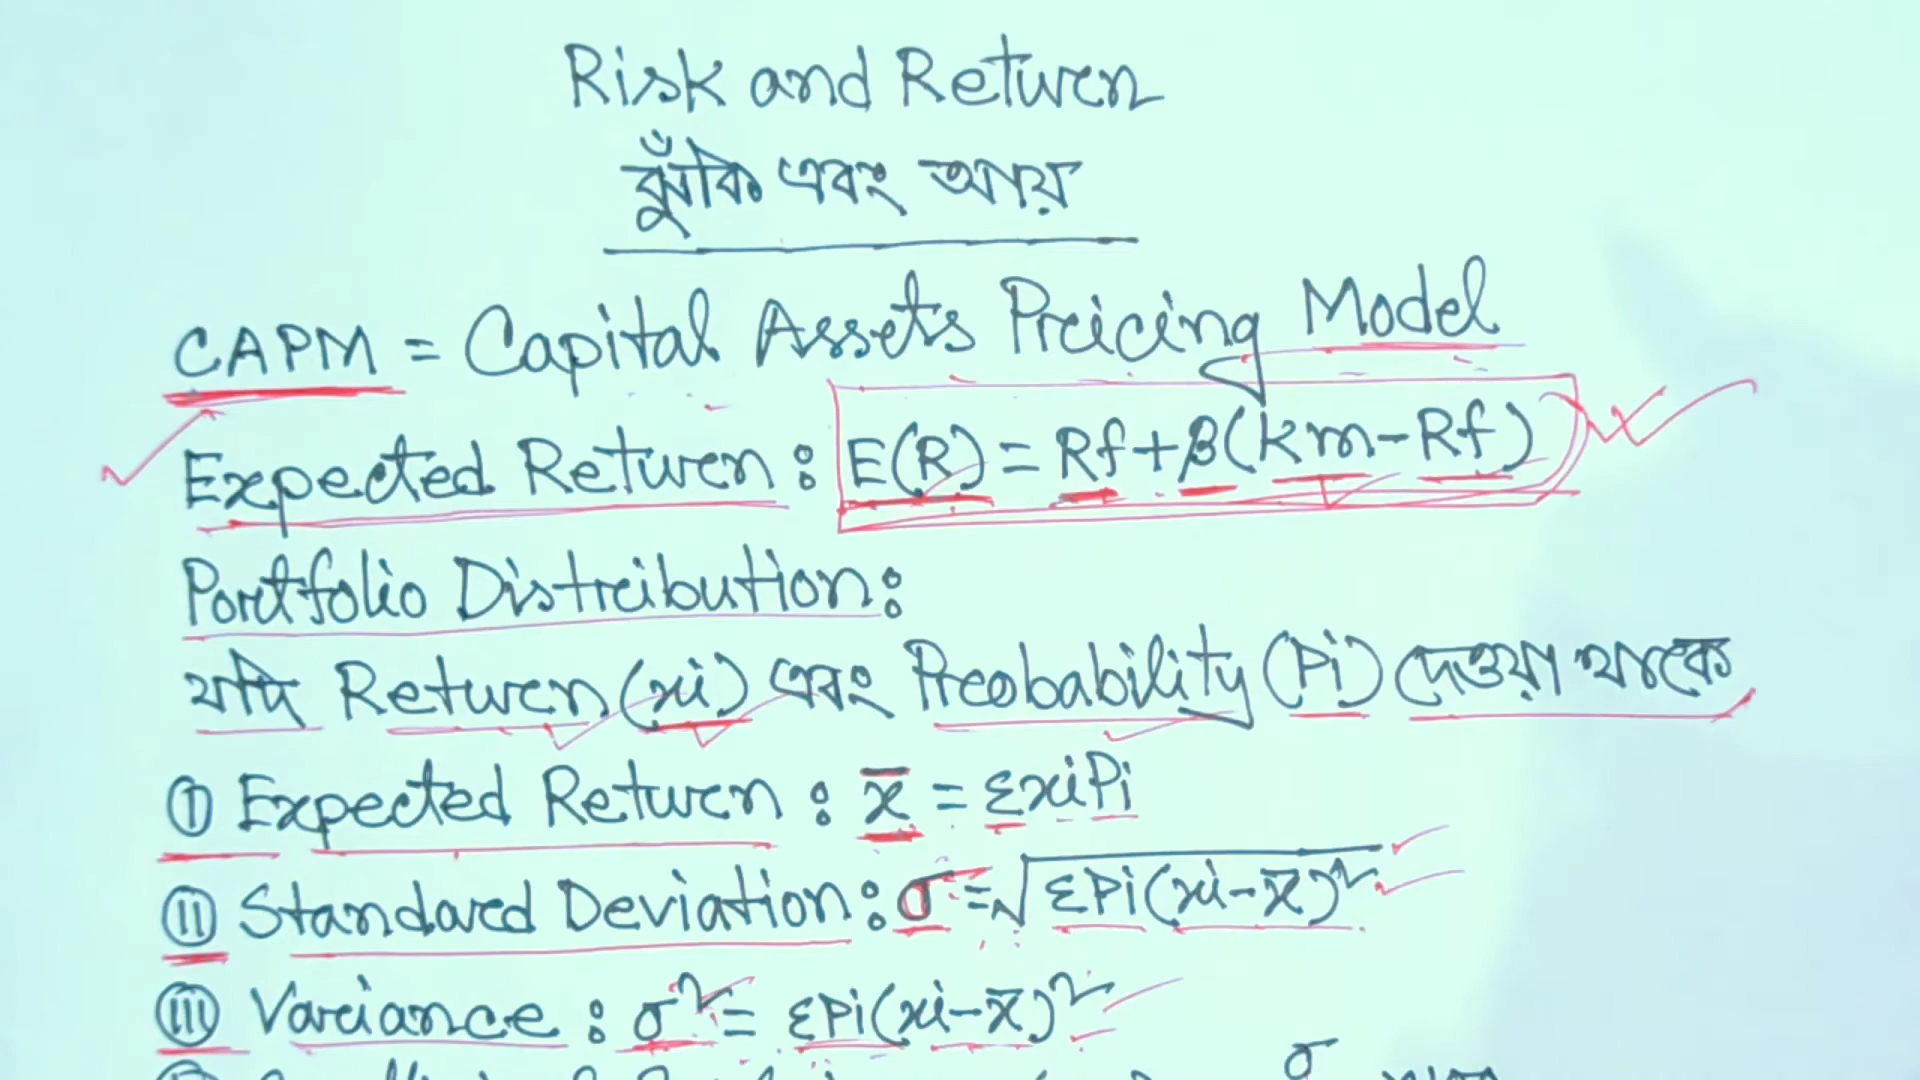 Risk and Return
ঝুঁকি এবং আয়
CAPM = Capital Assets Pricing Model
Expected Return : E(R) = Rf+β(km-Rf)
Portfolio Distribution:
যদি Return (xi) এবং Probability (Pi) দেওয়া থাকে
① Expected Return : x̄ = Σxi Pi
② Standard Deviation : σ = √ΣPi(xi-x̄)²
③ Variance : σ² = ΣPi(xi-x̄)²
σ